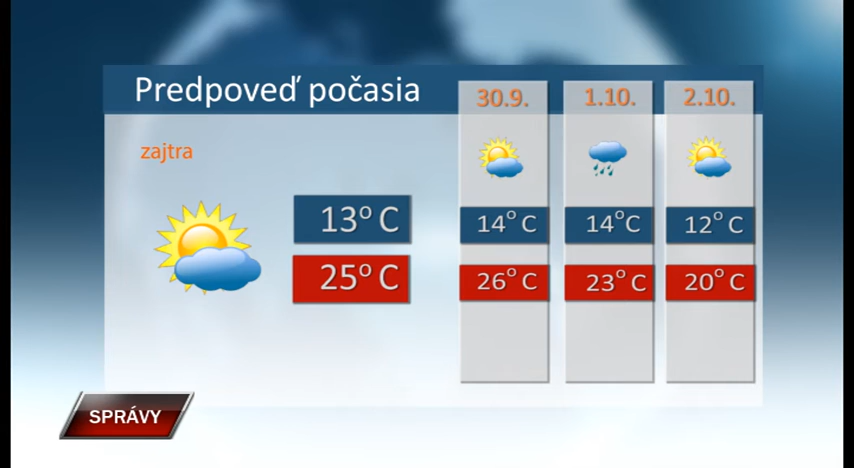 Predpoveď počasia
zajtra
13° C
25° C
30.9.
14° C
26° C
1.10.
14°C
23° C
2.10.
12° C
20° C
SPRÁVY